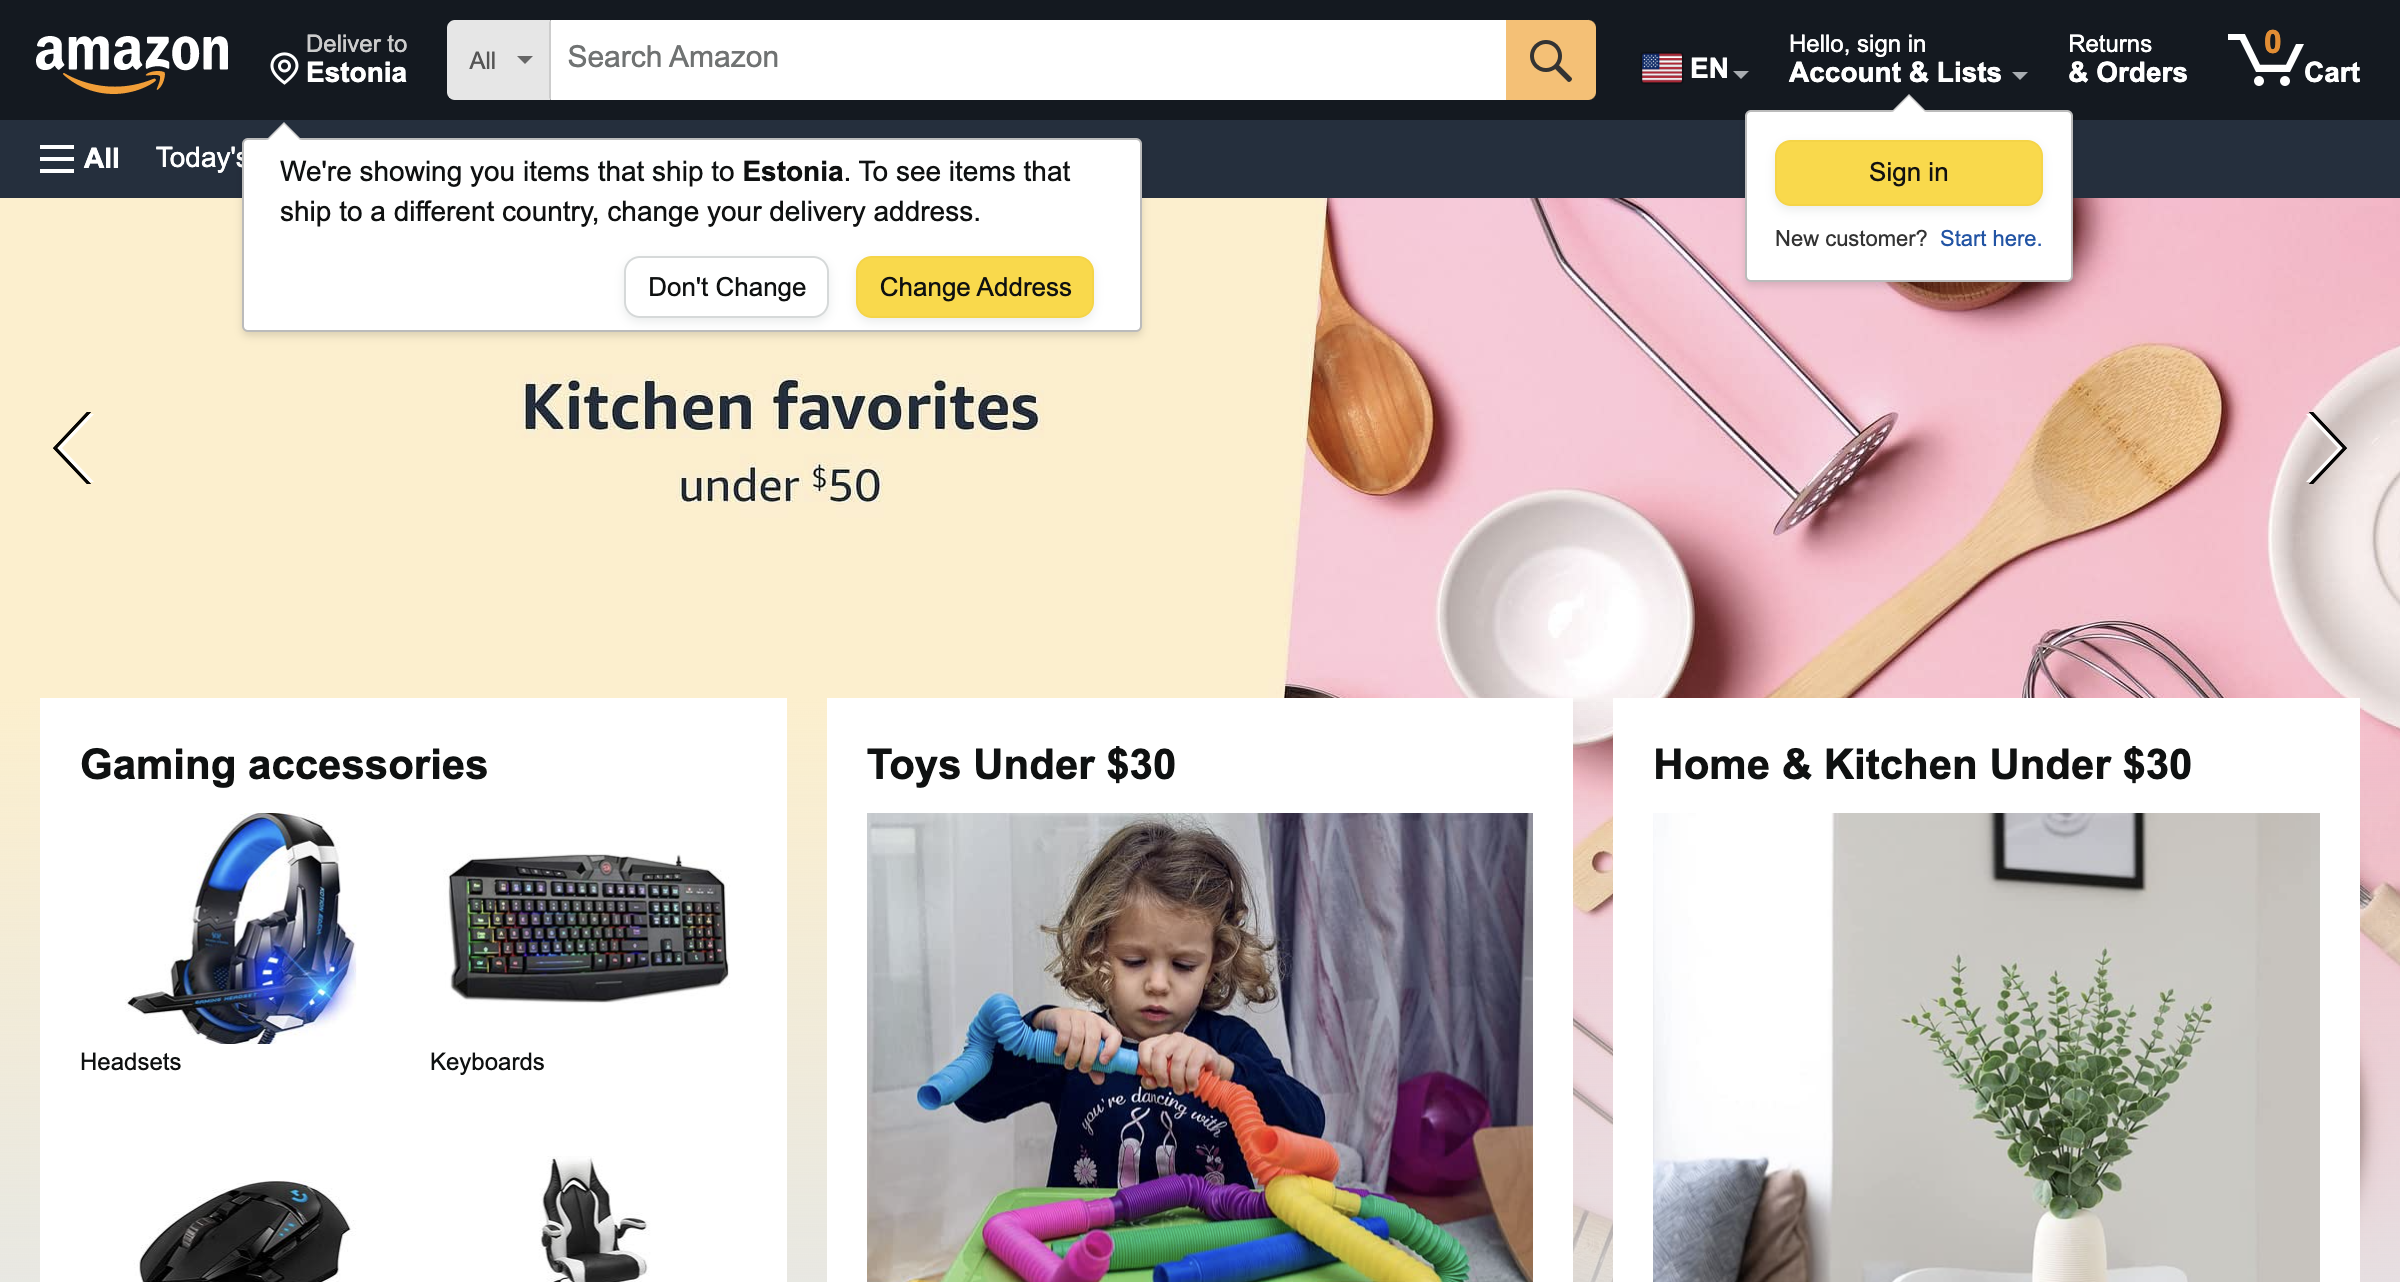 amazon
Deliver to
Estonia
All
Search Amazon
EN
Hello, sign in
Account & Lists
Returns
& Orders
0
Cart
All
Today's
We're showing you items that ship to Estonia. To see items that
ship to a different country, change your delivery address.
Don't Change
Change Address
Sign in
New customer? Start here.
Kitchen favorites
under $50
Gaming accessories
Headsets
Keyboards
Toys Under $30
you're dancing with
Home & Kitchen Under $30